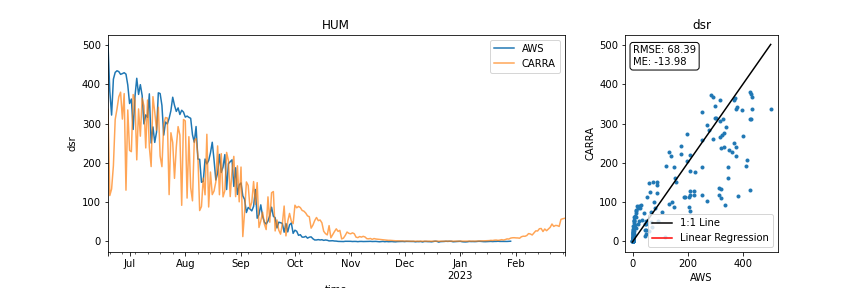 HUM
500
400
300
200
100
0
dsr
AWS
CARRA
Jul
Aug
Sep
Oct
Nov
Dec
Jan
2023
Feb
time
dsr
RMSE: 68.39
ME: -13.98
500
400
300
200
100
0
CARRA
1:1 Line
Linear Regression
0
200
400
AWS